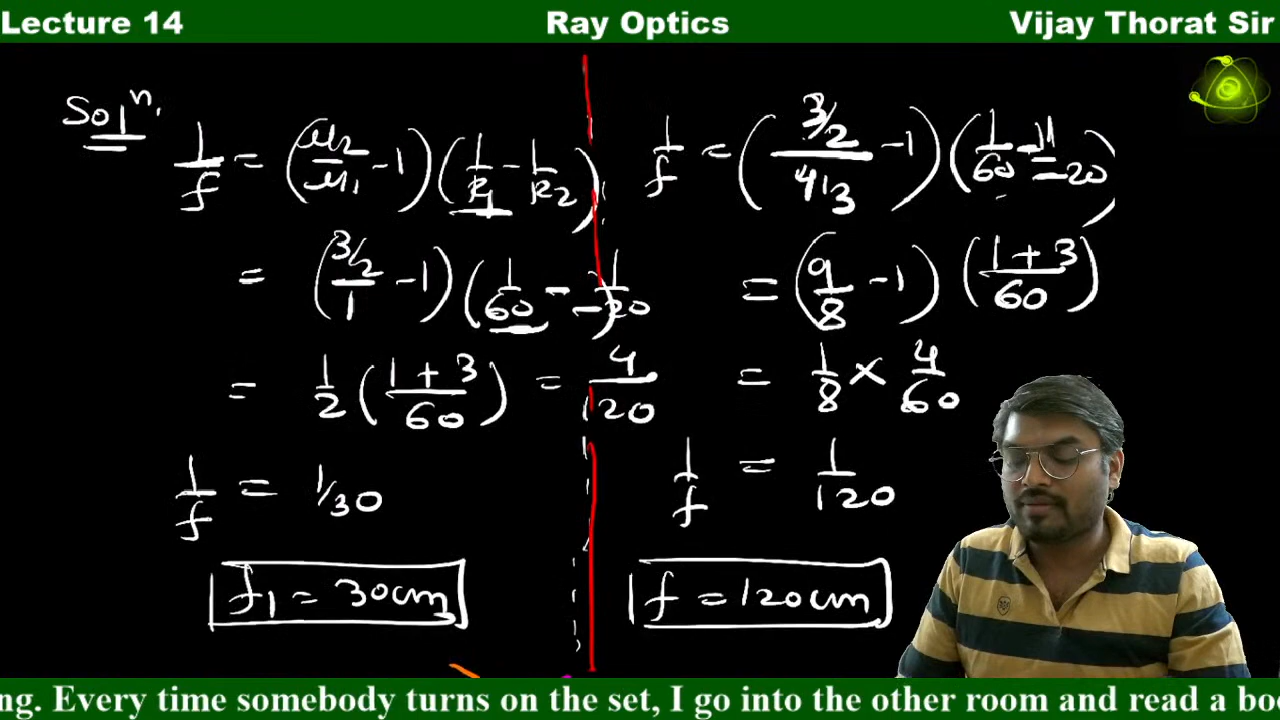 Lecture 14
Ray Optics
Vijay Thorat Sir
Solⁿ.
1/f = (μ₂/μ₁ - 1)(1/R₁ - 1/R₂)
= ((3/2)/1 - 1)(1/60 - 1/-20)
= 1/2 ((1+3)/60) = 4/120
1/f = 1/30
f₁ = 30cm
1/f = ((3/2)/(4/3) - 1)(1/60 - 1/-20)
= (9/8 - 1)((1+3)/60)
= 1/8 × 4/60
1/f = 1/120
f = 120cm
ng. Every time somebody turns on the set, I go into the other room and read a boo